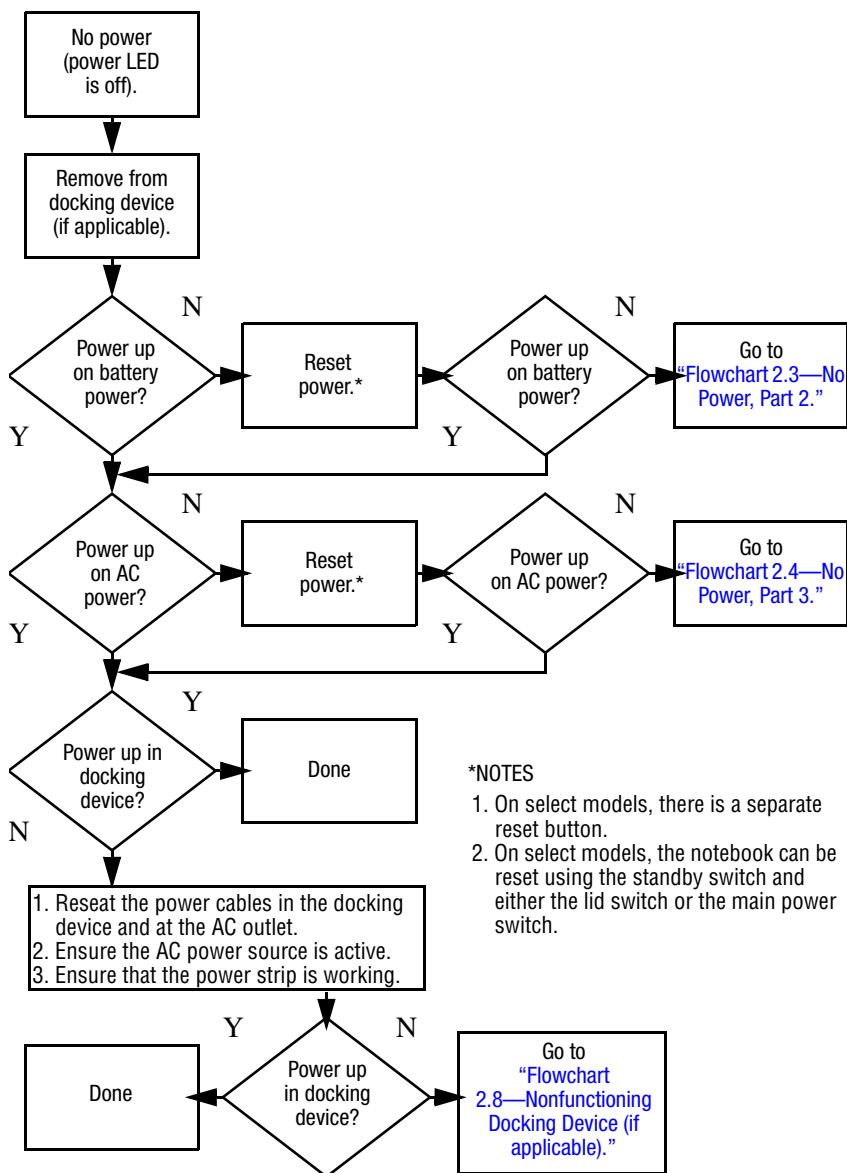 No power
(power LED
is off).
Remove from
docking device
(if applicable).
N
Power up
on battery
power?
Y
Reset
power.*
N
Power up
on battery
power?
Y
Go to
“Flowchart 2.3—No
Power, Part 2.”
N
Power up
on AC
power?
Y
Reset
power.*
N
Power up
on AC power?
Y
Go to
“Flowchart 2.4—No
Power, Part 3.”
Y
Power up in
docking
device?
N
Done
*NOTES
1. On select models, there is a separate
reset button.
2. On select models, the notebook can be
reset using the standby switch and
either the lid switch or the main power
switch.
1. Reseat the power cables in the docking
device and at the AC outlet.
2. Ensure the AC power source is active.
3. Ensure that the power strip is working.
Y
N
Done
Power up
in docking
device?
Go to
“Flowchart
2.8—Nonfunctioning
Docking Device (if
applicable).”